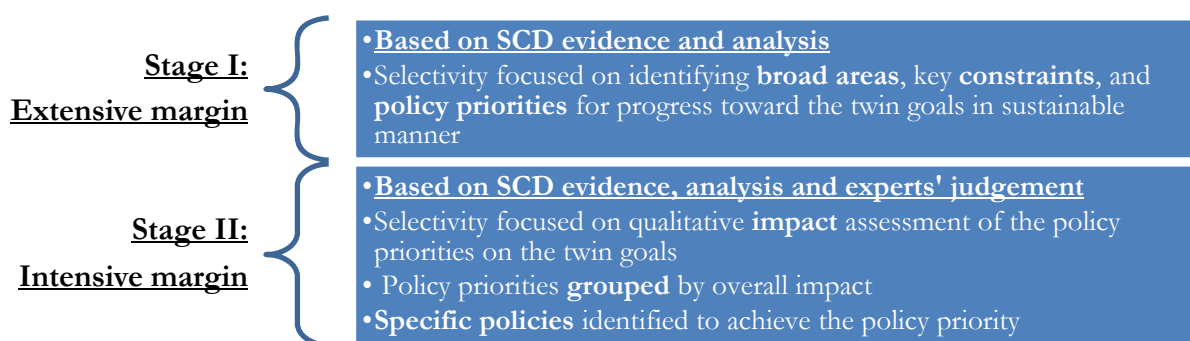 Stage I:
Extensive margin
•Based on SCD evidence and analysis
•Selectivity focused on identifying broad areas, key constraints, and
policy priorities for progress toward the twin goals in sustainable
manner
Stage II:
Intensive margin
•Based on SCD evidence, analysis and experts' judgement
•Selectivity focused on qualitative impact assessment of the policy
priorities on the twin goals
• Policy priorities grouped by overall impact
•Specific policies identified to achieve the policy priority